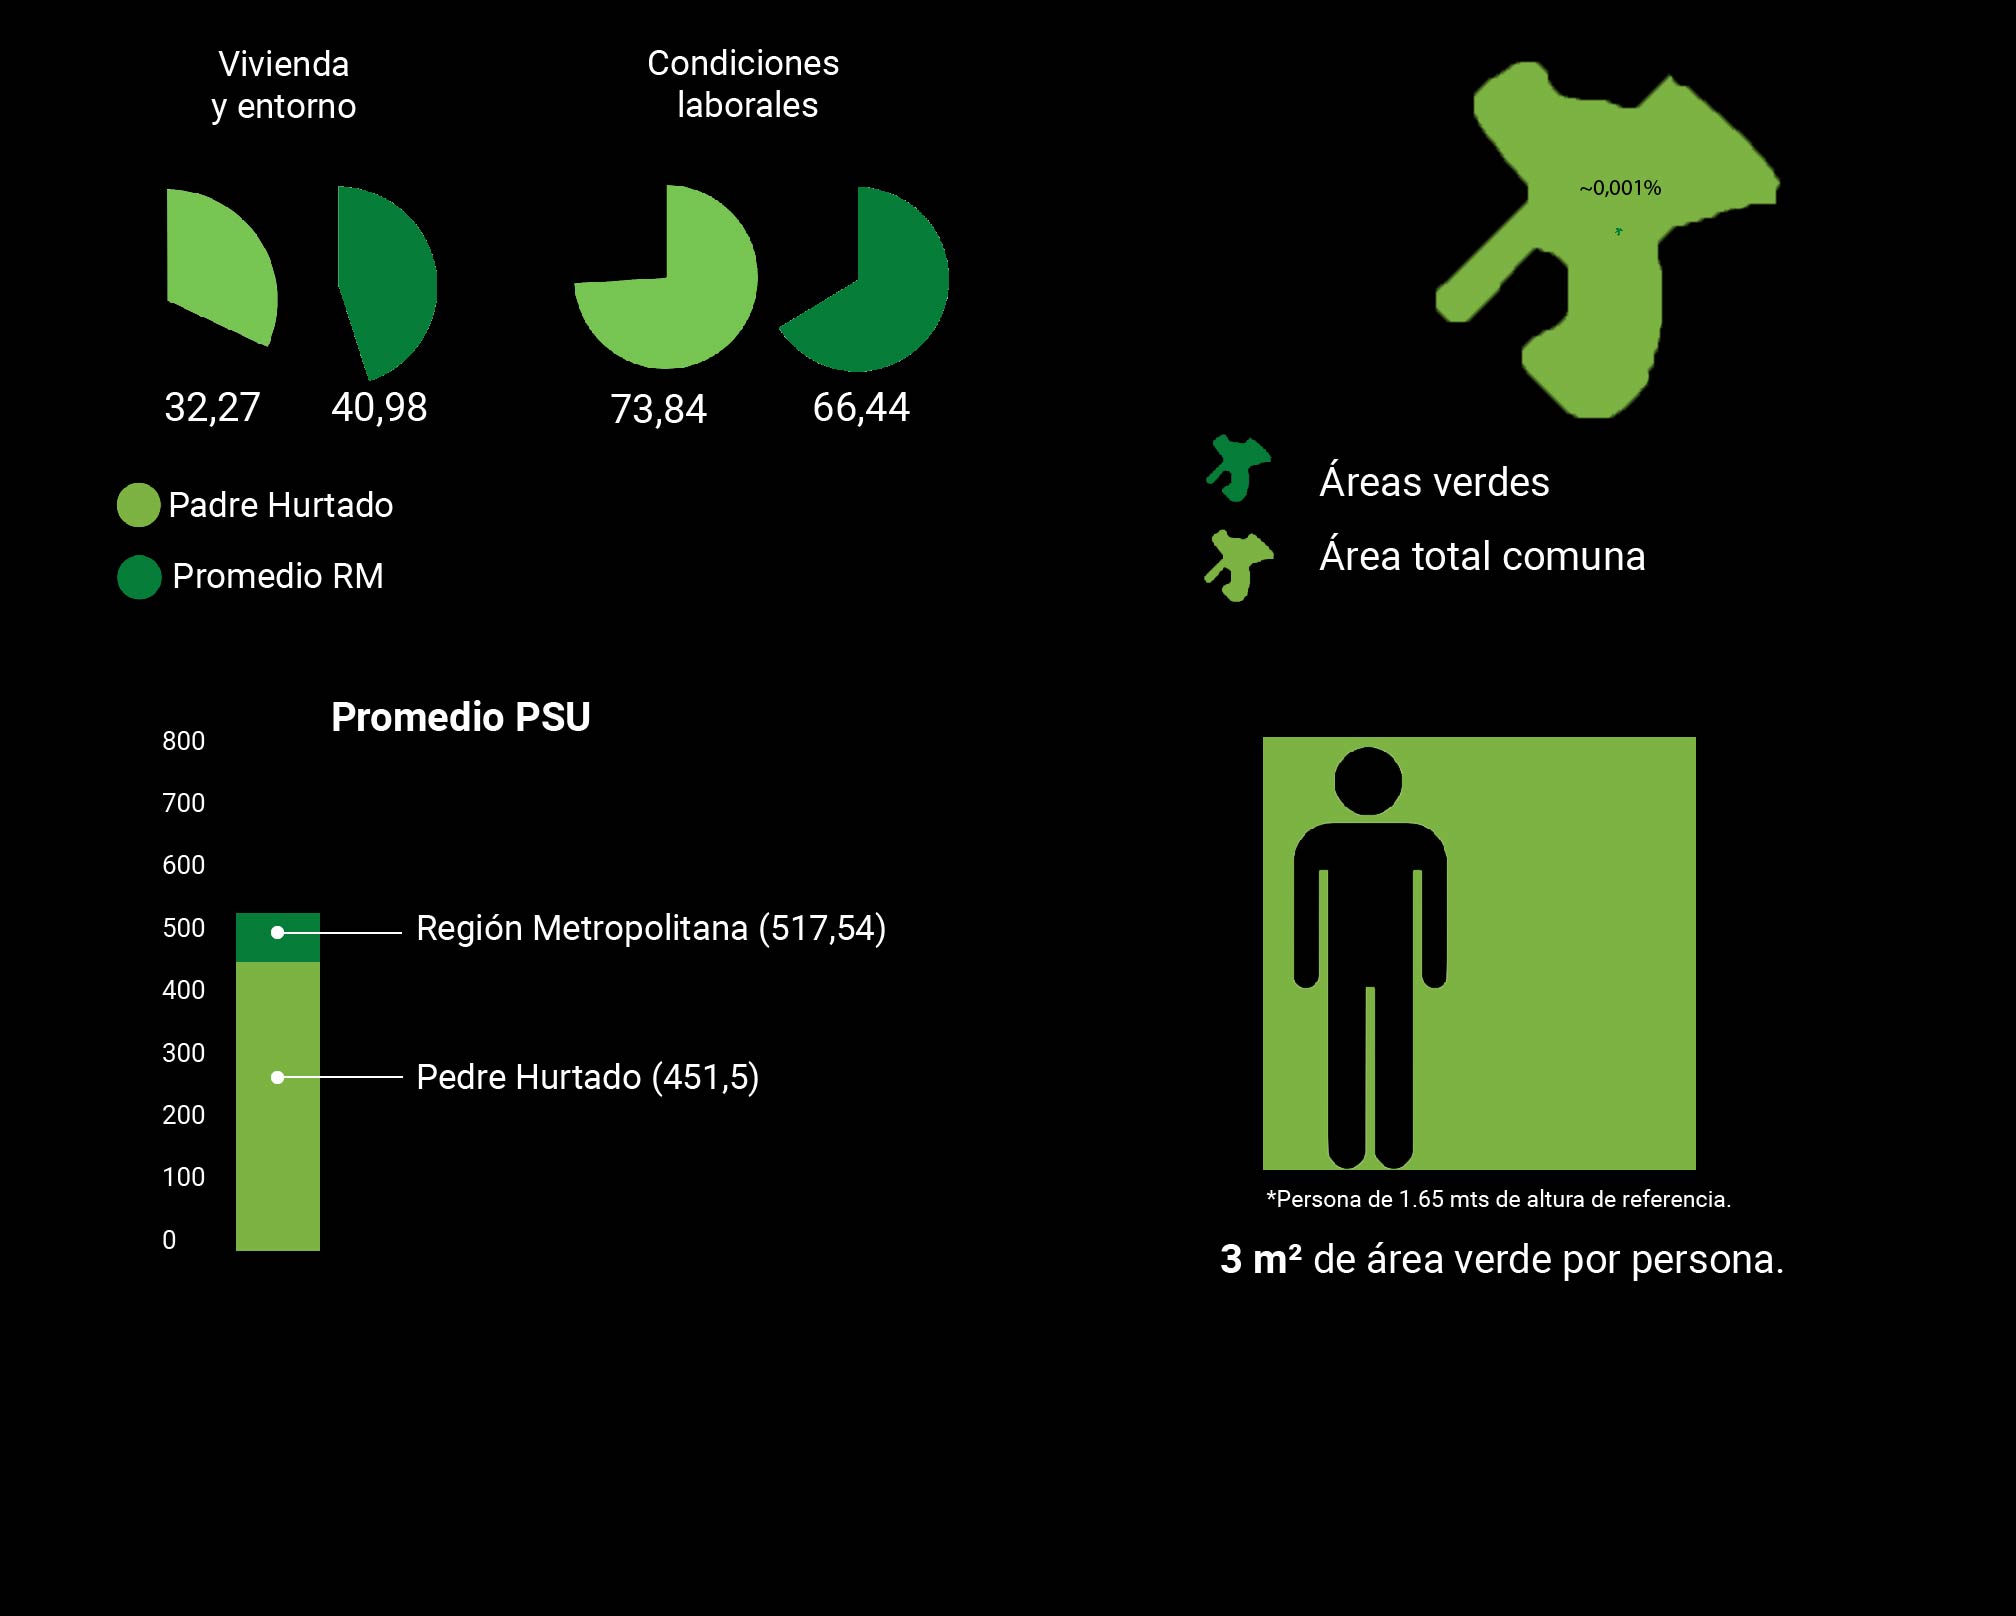 Vivienda
y entorno
Condiciones
laborales
32,27
40,98
73,84
66,44
Padre Hurtado
Promedio RM
~0,001%
Áreas verdes
Área total comuna
Promedio PSU
800
700
600
500
400
300
200
100
0
Región Metropolitana (517,54)
Pedre Hurtado (451,5)
*Persona de 1.65 mts de altura de referencia.
3 m² de área verde por persona.